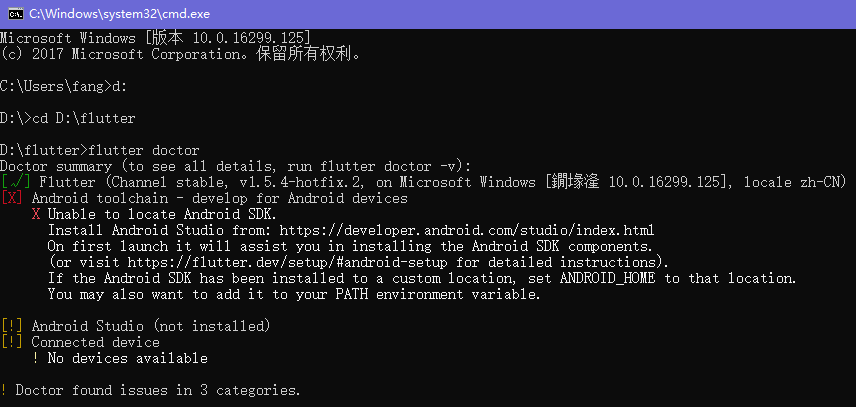 C:\Windows\system32\cmd.exe
Microsoft Windows [版本 10.0.16299.125]
(c) 2017 Microsoft Corporation。保留所有权利。
C:\Users\fang>d:
D:\>cd D:\flutter
D:\flutter>flutter doctor
Doctor summary (to see all details, run flutter doctor -v):
[√] Flutter (Channel stable, v1.5.4-hotfix.2, on Microsoft Windows [鐗堟湰 10.0.16299.125], locale zh-CN)
[X] Android toolchain - develop for Android devices
X Unable to locate Android SDK.
Install Android Studio from: https://developer.android.com/studio/index.html
On first launch it will assist you in installing the Android SDK components.
(or visit https://flutter.dev/setup/#android-setup for detailed instructions).
If the Android SDK has been installed to a custom location, set ANDROID_HOME to that location.
You may also want to add it to your PATH environment variable.
[!] Android Studio (not installed)
[!] Connected device
! No devices available
! Doctor found issues in 3 categories.